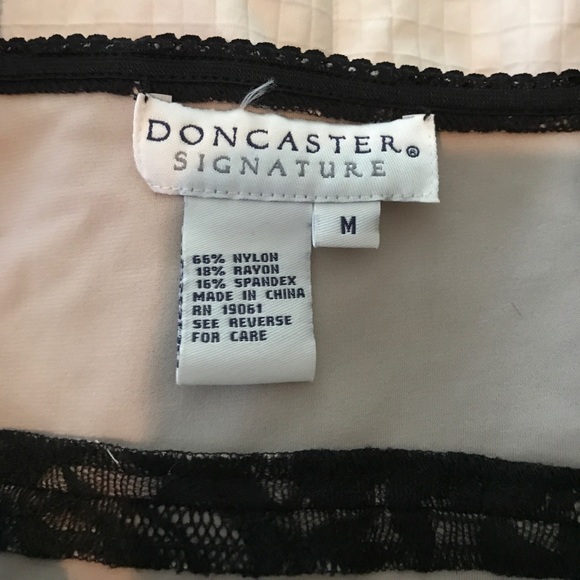 DONCASTER®
SIGNATURE
M
66% NYLON
18% RAYON
16% SPANDEX
MADE IN CHINA
RN 19061
SEE REVERSE
FOR CARE